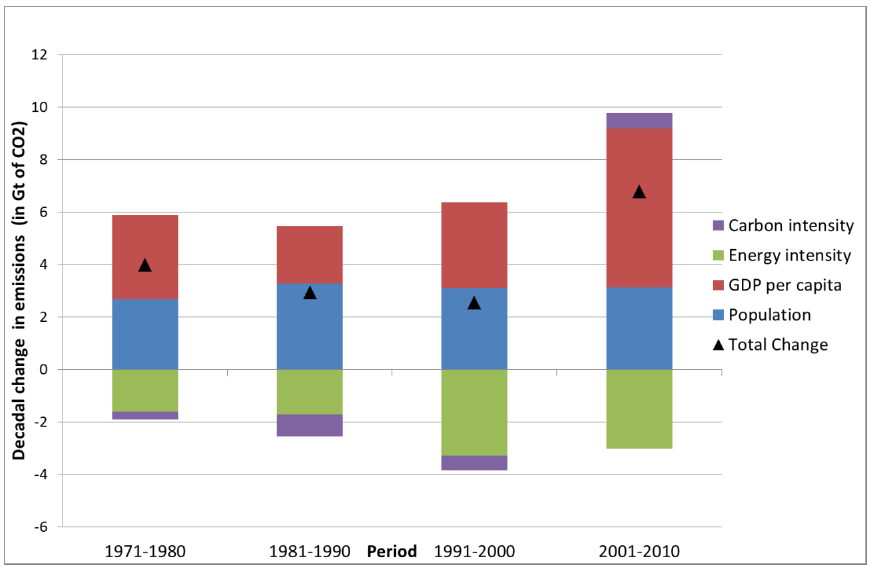 Decadal change in emissions (in Gt of CO2)
12
10
8
6
4
2
0
-2
-4
-6
1971-1980
1981-1990
Period
1991-2000
2001-2010
Carbon intensity
Energy intensity
GDP per capita
Population
Total Change